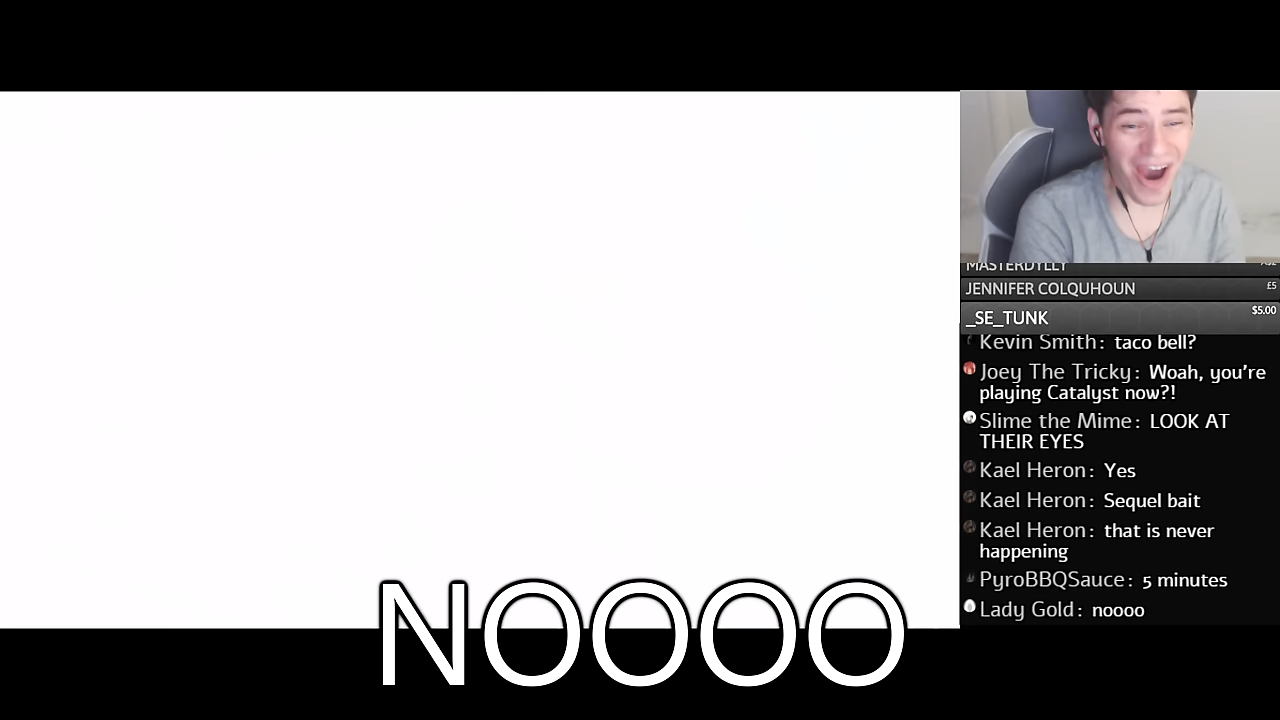 MASTERDYLLY
JENNIFER COLQUHOUN £5
_SE_TUNK $5.00
Kevin Smith: taco bell?
Joey The Tricky: Woah, you're
playing Catalyst now?!
Slime the Mime: LOOK AT
THEIR EYES
Kael Heron: Yes
Kael Heron: Sequel bait
Kael Heron: that is never
happening
PyroBBQSauce: 5 minutes
Lady Gold: noooo
NOOOO